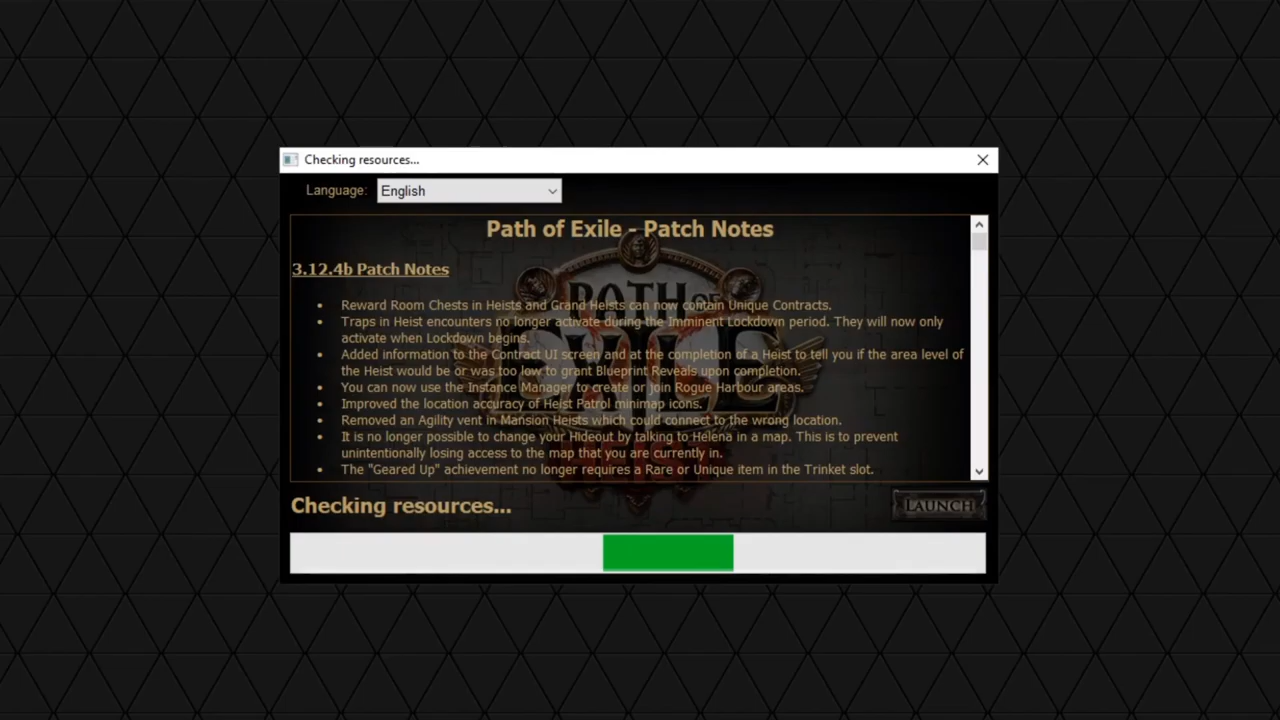 Checking resources...
Language: English
Path of Exile - Patch Notes
3.12.4b Patch Notes
• Reward Room Chests in Heists and Grand Heists can now contain Unique Contracts.
• Traps in Heist encounters no longer activate during the Imminent Lockdown period. They will now only
activate when Lockdown begins.
• Added information to the Contract UI screen and at the completion of a Heist to tell you if the area level of
the Heist would be or was too low to grant Blueprint Reveals upon completion.
• You can now use the Instance Manager to create or join Rogue Harbour areas.
• Improved the location accuracy of Heist Patrol minimap icons.
• Removed an Agility vent in Mansion Heists which could connect to the wrong location.
• It is no longer possible to change your Hideout by talking to Helena in a map. This is to prevent
unintentionally losing access to the map that you are currently in.
• The "Geared Up" achievement no longer requires a Rare or Unique item in the Trinket slot.
PATH OF
EXILE
HEIST
Checking resources...
LAUNCH